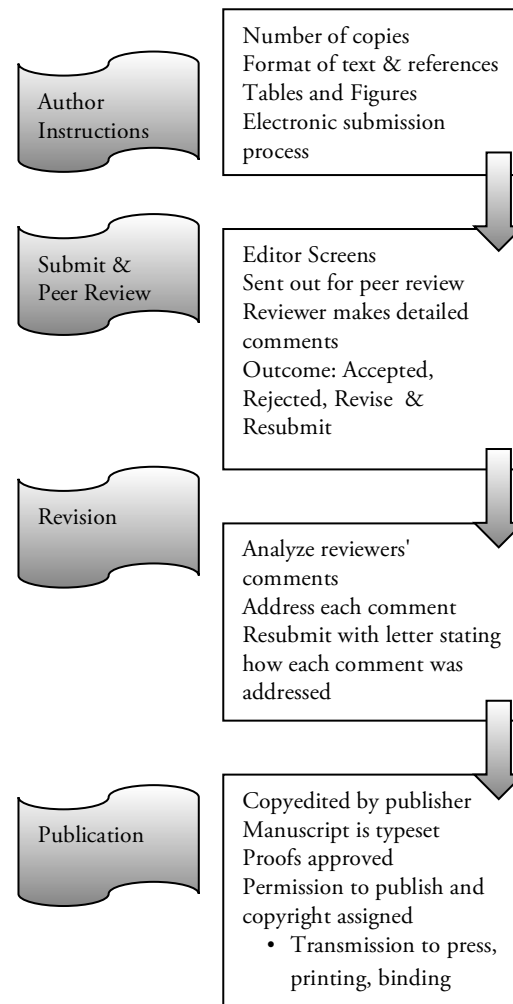 Author
Instructions
Number of copies
Format of text & references
Tables and Figures
Electronic submission
process
Submit &
Peer Review
Editor Screens
Sent out for peer review
Reviewer makes detailed
comments
Outcome: Accepted,
Rejected, Revise &
Resubmit
Revision
Analyze reviewers'
comments
Address each comment
Resubmit with letter stating
how each comment was
addressed
Publication
Copyedited by publisher
Manuscript is typeset
Proofs approved
Permission to publish and
copyright assigned
• Transmission to press,
printing, binding